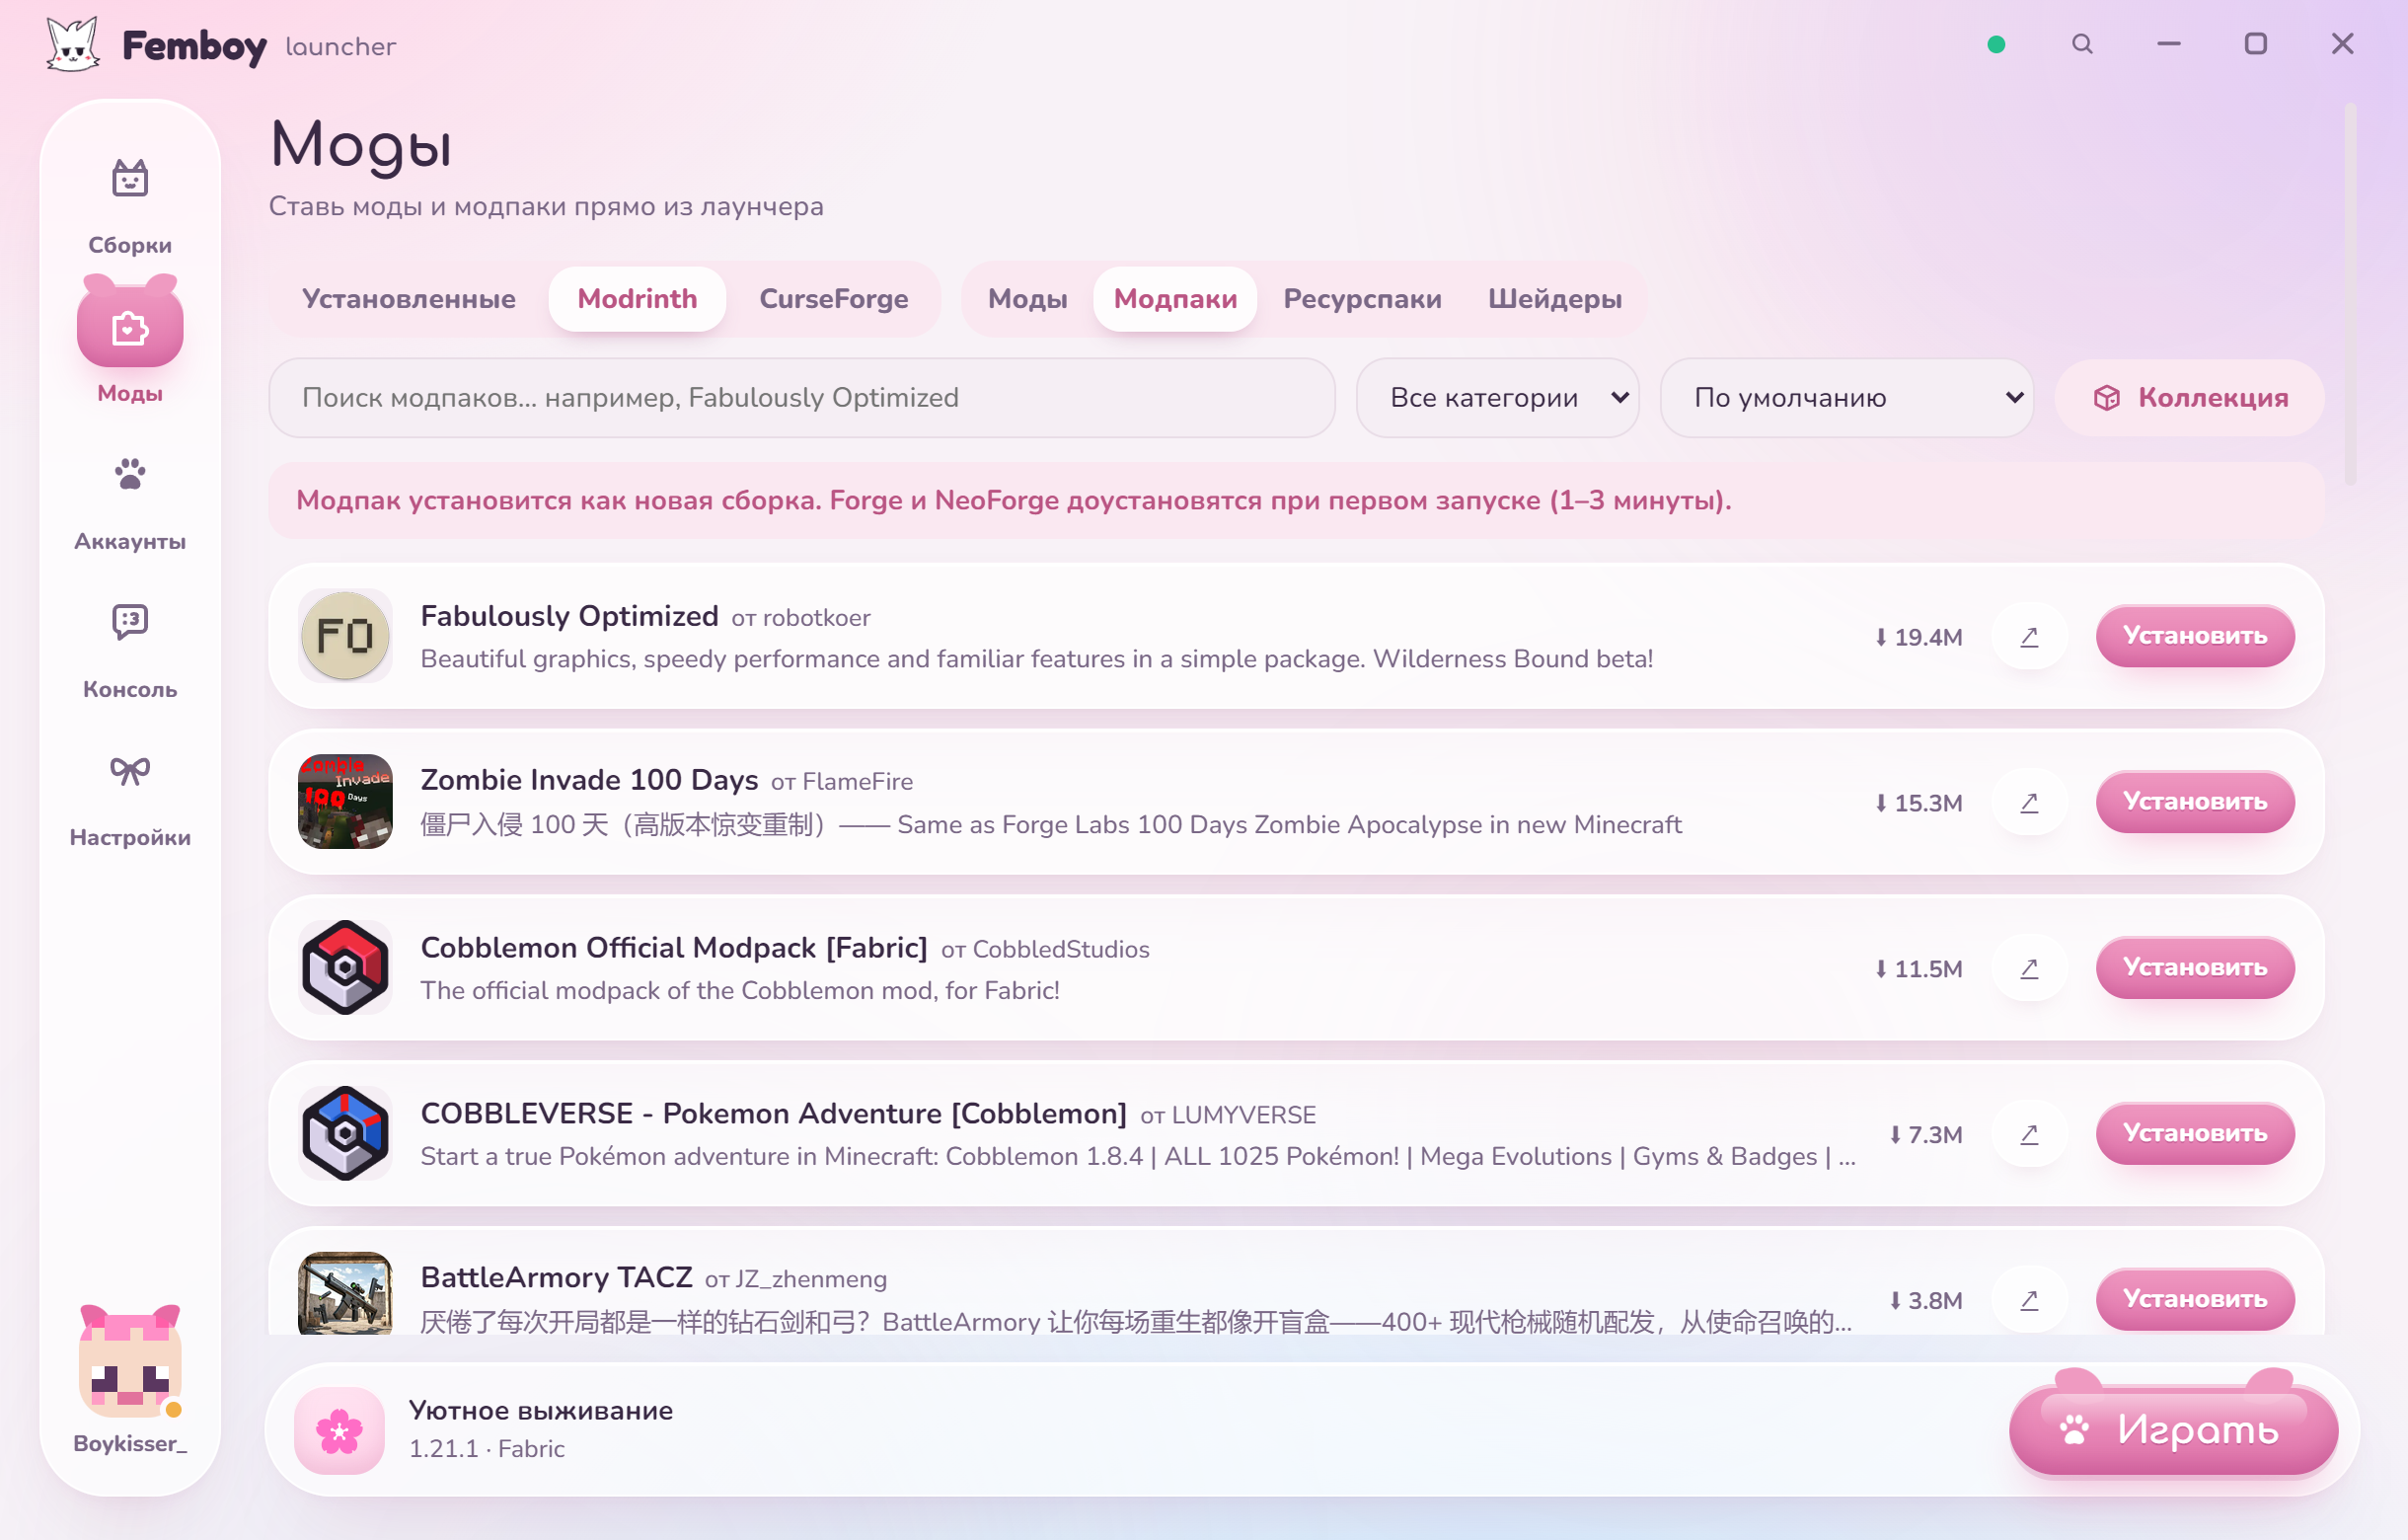 Femboy launcher
Сборки
Моды
Аккаунты
:3
Консоль
Настройки
Boykisser_
Моды
Ставь моды и модпаки прямо из лаунчера
Установленные Modrinth CurseForge Моды Модпаки Ресурспаки Шейдеры
Поиск модпаков... например, Fabulously Optimized Все категории По умолчанию Коллекция
Модпак установится как новая сборка. Forge и NeoForge доустановятся при первом запуске (1–3 минуты).
FO
Fabulously Optimized от robotkoer
Beautiful graphics, speedy performance and familiar features in a simple package. Wilderness Bound beta!
⬇ 19.4M Установить
Zombie
Invade
100 Days
Zombie Invade 100 Days от FlameFire
僵尸入侵 100 天（高版本惊变重制）—— Same as Forge Labs 100 Days Zombie Apocalypse in new Minecraft
⬇ 15.3M Установить
Cobblemon Official Modpack [Fabric] от CobbledStudios
The official modpack of the Cobblemon mod, for Fabric!
⬇ 11.5M Установить
COBBLEVERSE - Pokemon Adventure [Cobblemon] от LUMYVERSE
Start a true Pokémon adventure in Minecraft: Cobblemon 1.8.4 | ALL 1025 Pokémon! | Mega Evolutions | Gyms & Badges | ...
⬇ 7.3M Установить
BattleArmory TACZ от JZ_zhenmeng
厌倦了每次开局都是一样的钻石剑和弓？BattleArmory 让你每场重生都像开盲盒——400+ 现代枪械随机配发，从使命召唤的...
⬇ 3.8M Установить
Уютное выживание
1.21.1 · Fabric
Играть